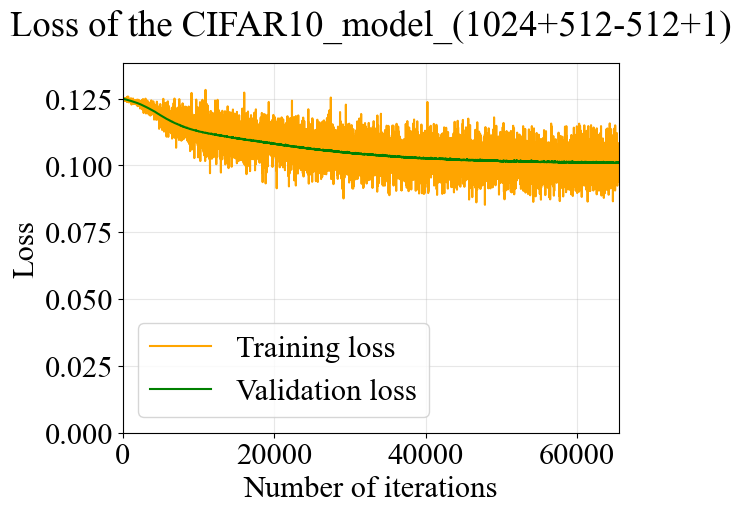 Loss of the CIFAR10_model_(1024+512-512+1)
0.125
0.100
0.075
0.050
0.025
0.000
Loss
Training loss
Validation loss
0 20000 40000 60000
Number of iterations